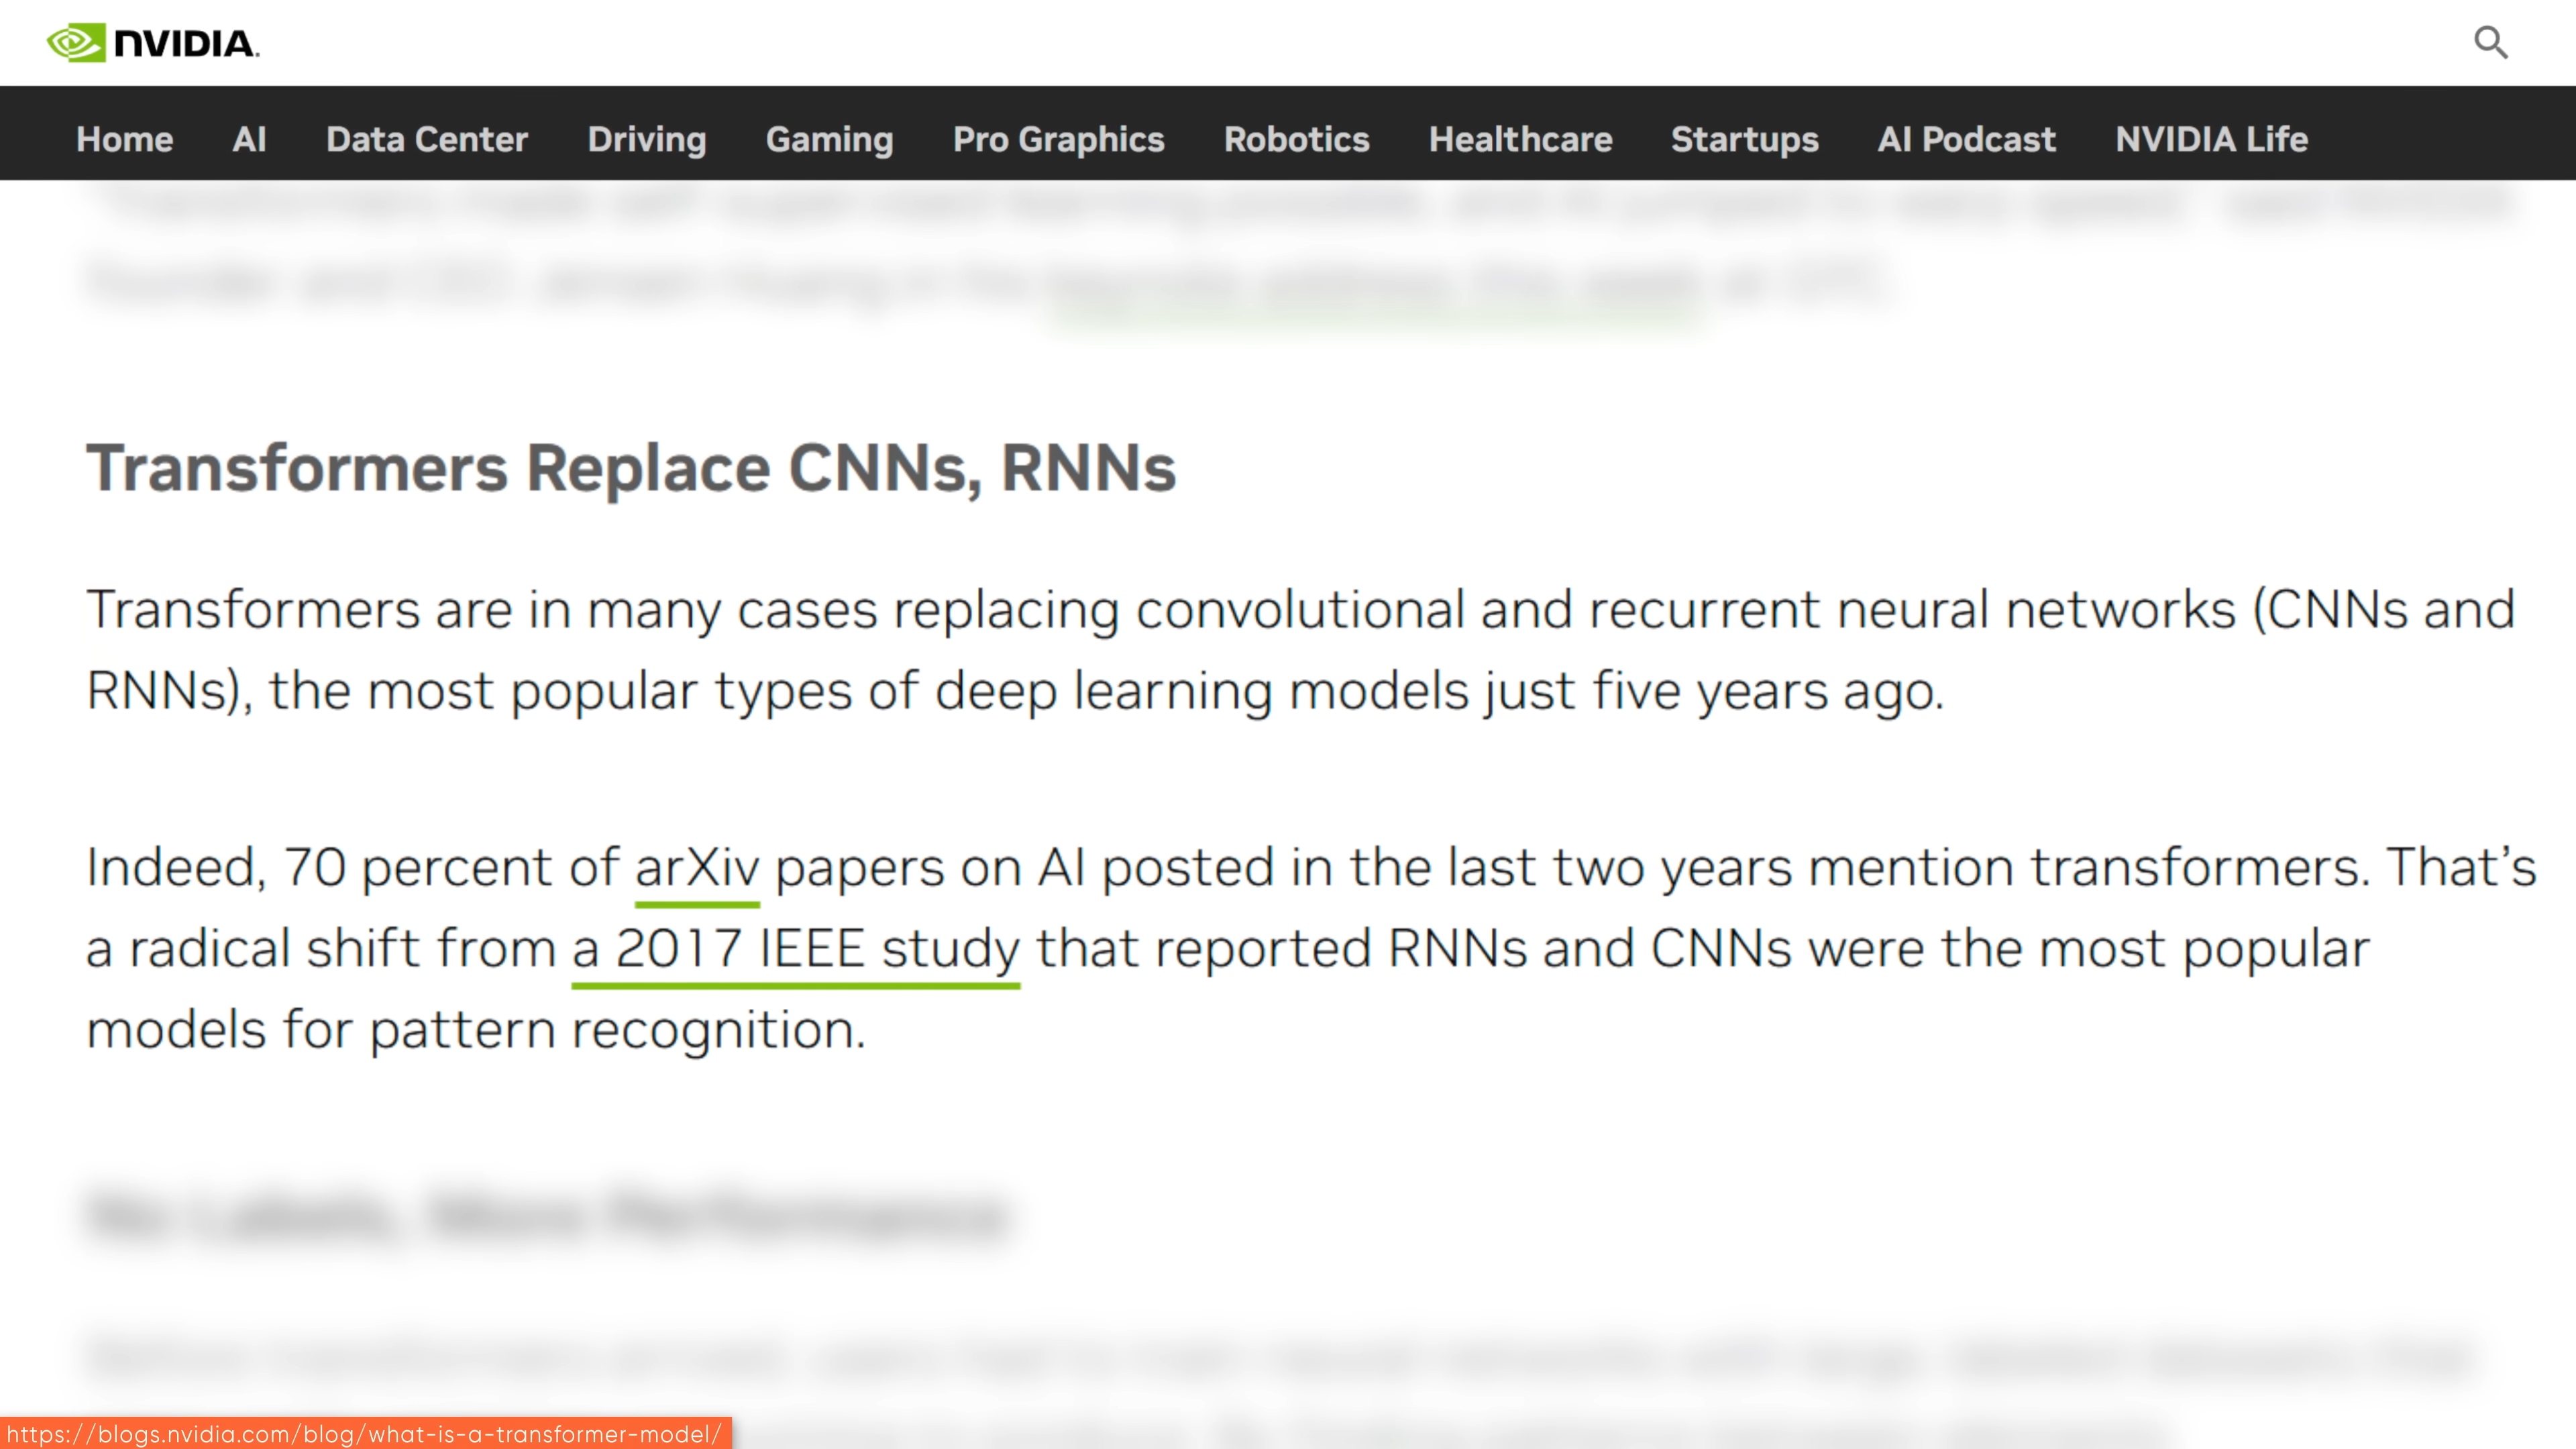 NVIDIA.
Home AI Data Center Driving Gaming Pro Graphics Robotics Healthcare Startups AI Podcast NVIDIA Life
Transformers Replace CNNs, RNNs
Transformers are in many cases replacing convolutional and recurrent neural networks (CNNs and
RNNs), the most popular types of deep learning models just five years ago.
Indeed, 70 percent of arXiv papers on AI posted in the last two years mention transformers. That’s
a radical shift from a 2017 IEEE study that reported RNNs and CNNs were the most popular
models for pattern recognition.
No Labels, More Performance
https://blogs.nvidia.com/blog/what-is-a-transformer-model/